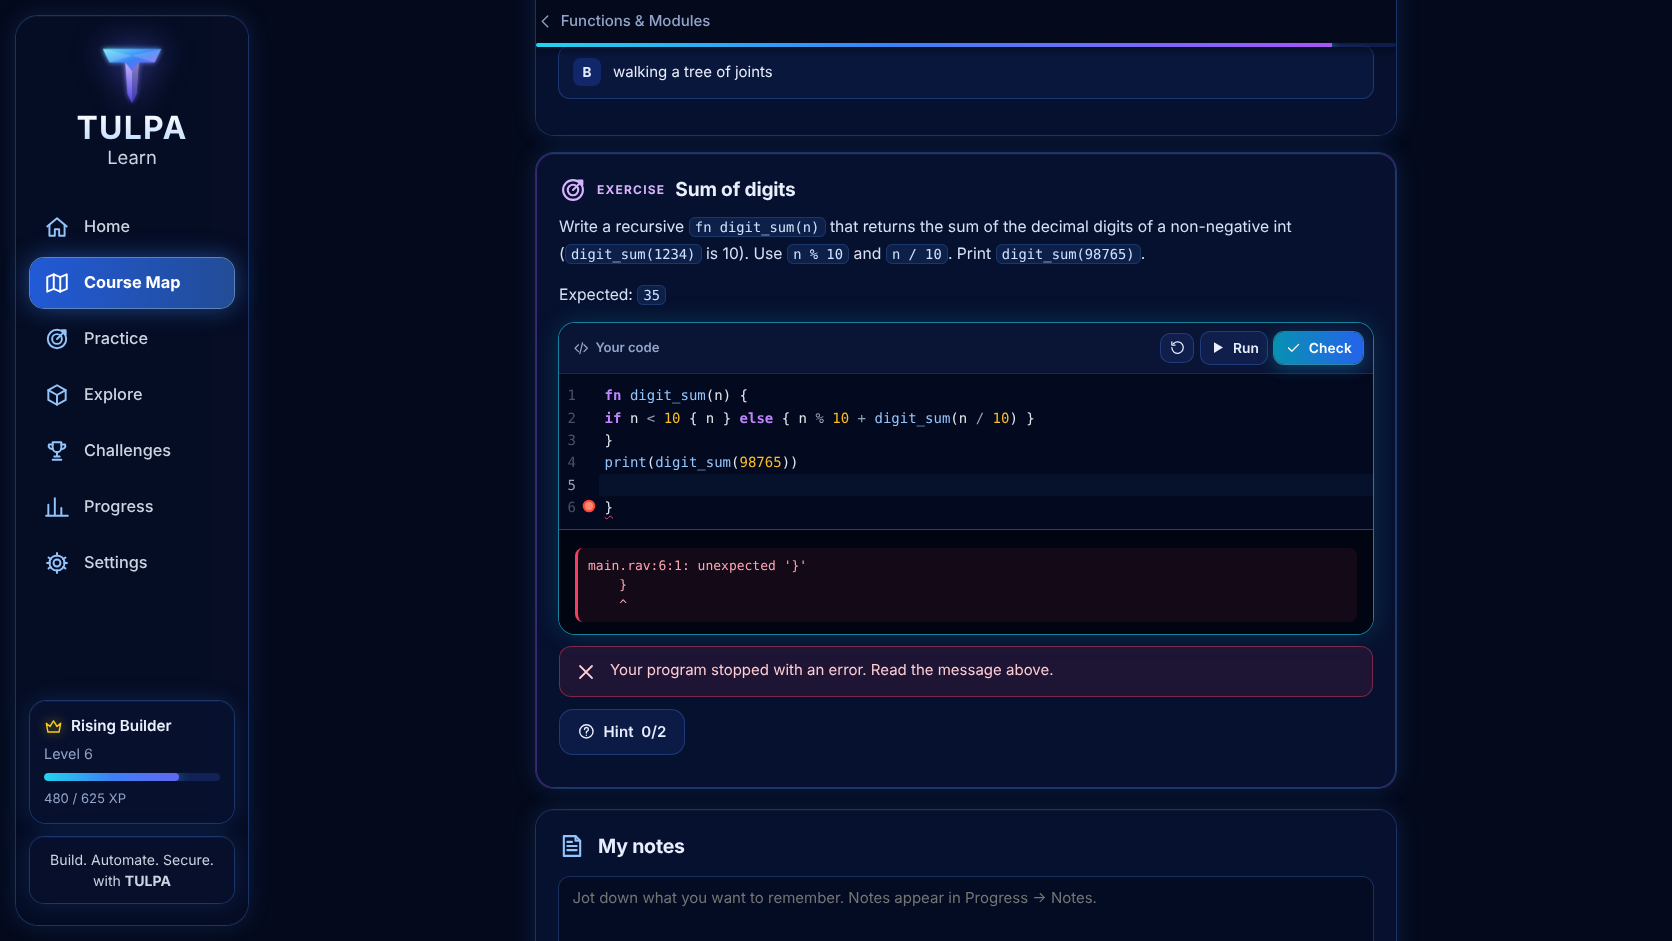 TULPA
Learn
Home
Course Map
Practice
Explore
Challenges
Progress
Settings
Rising Builder
Level 6
480 / 625 XP
Build. Automate. Secure.
with TULPA
Functions & Modules
B walking a tree of joints
EXERCISE Sum of digits
Write a recursive fn digit_sum(n) that returns the sum of the decimal digits of a non-negative int
(digit_sum(1234) is 10). Use n % 10 and n / 10. Print digit_sum(98765).
Expected: 35
</> Your code
Run
Check
1 fn digit_sum(n) {
2 if n < 10 { n } else { n % 10 + digit_sum(n / 10) }
3 }
4 print(digit_sum(98765))
5
6 }
main.rav:6:1: unexpected '}'
}
^
Your program stopped with an error. Read the message above.
Hint 0/2
My notes
Jot down what you want to remember. Notes appear in Progress → Notes.